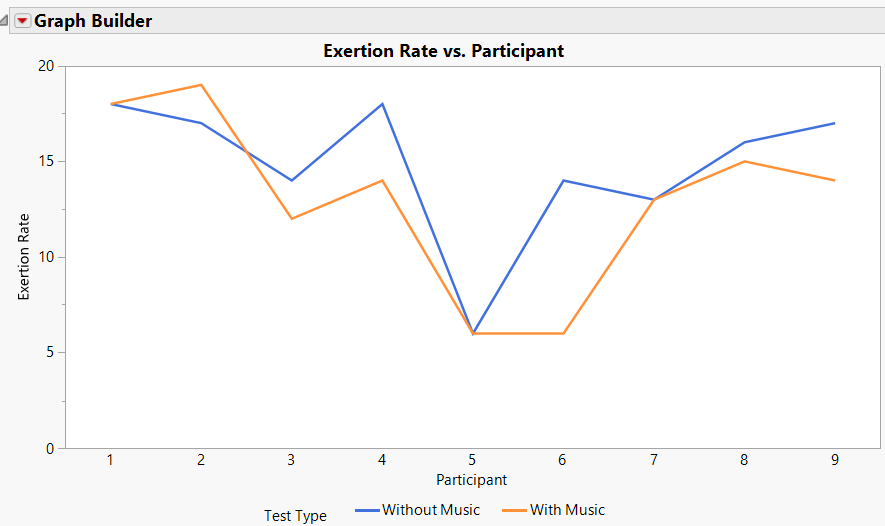 Graph Builder
Exertion Rate vs. Participant
20
15
10
5
0
Exertion Rate
1 2 3 4 5 6 7 8 9
Participant
Test Type Without Music With Music